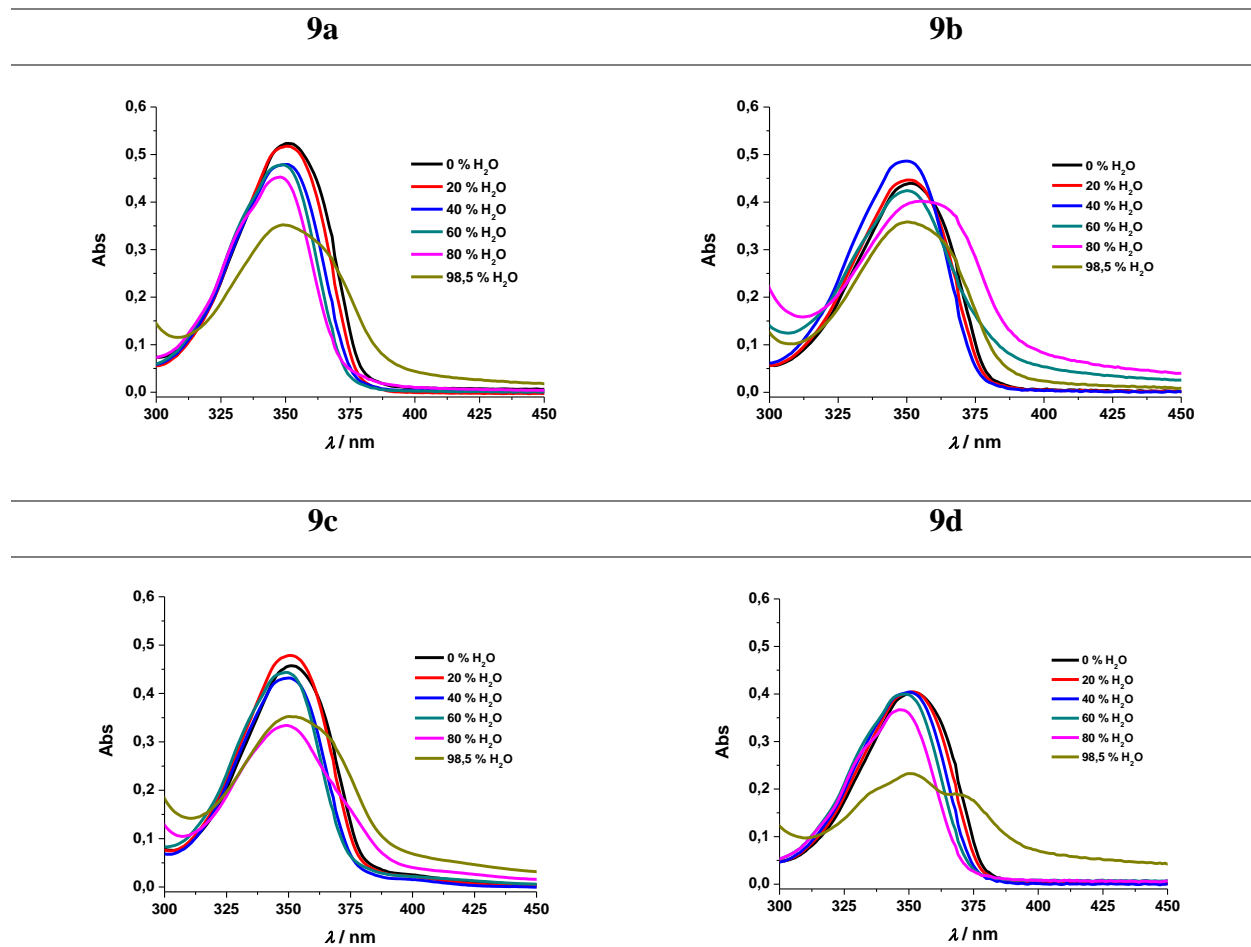 9a
9b
0,6
0,5
0,4
0,3
0,2
0,1
0,0
Abs
300 325 350 375 400 425 450
λ / nm
0 % H₂O
20 % H₂O
40 % H₂O
60 % H₂O
80 % H₂O
98,5 % H₂O
0,6
0,5
0,4
0,3
0,2
0,1
0,0
Abs
300 325 350 375 400 425 450
λ / nm
0 % H₂O
20 % H₂O
40 % H₂O
60 % H₂O
80 % H₂O
98,5 % H₂O
9c
9d
0,6
0,5
0,4
0,3
0,2
0,1
0,0
Abs
300 325 350 375 400 425 450
λ / nm
0 % H₂O
20 % H₂O
40 % H₂O
60 % H₂O
80 % H₂O
98,5 % H₂O
0,6
0,5
0,4
0,3
0,2
0,1
0,0
Abs
300 325 350 375 400 425 450
λ / nm
0 % H₂O
20 % H₂O
40 % H₂O
60 % H₂O
80 % H₂O
98,5 % H₂O